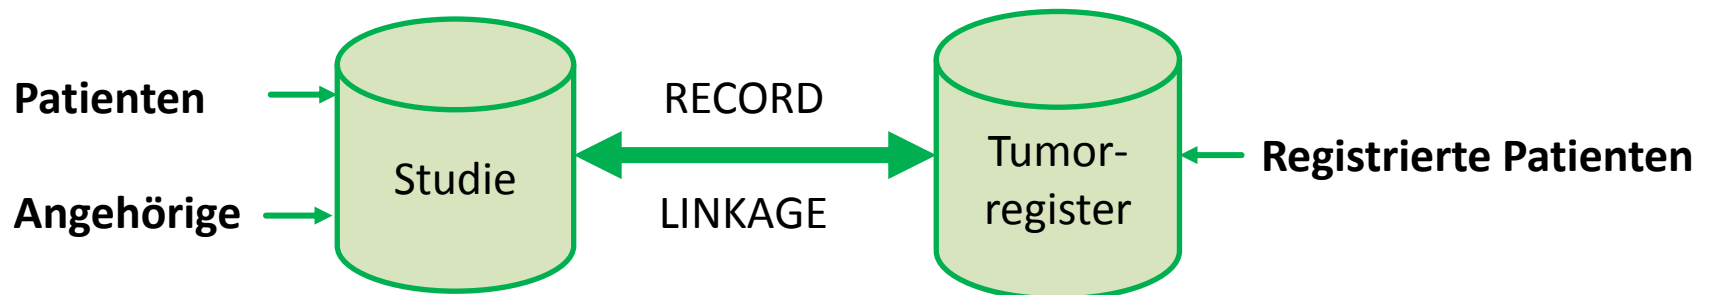 Patienten
Angehörige
Studie
RECORD
LINKAGE
Tumor-
register
Registrierte Patienten